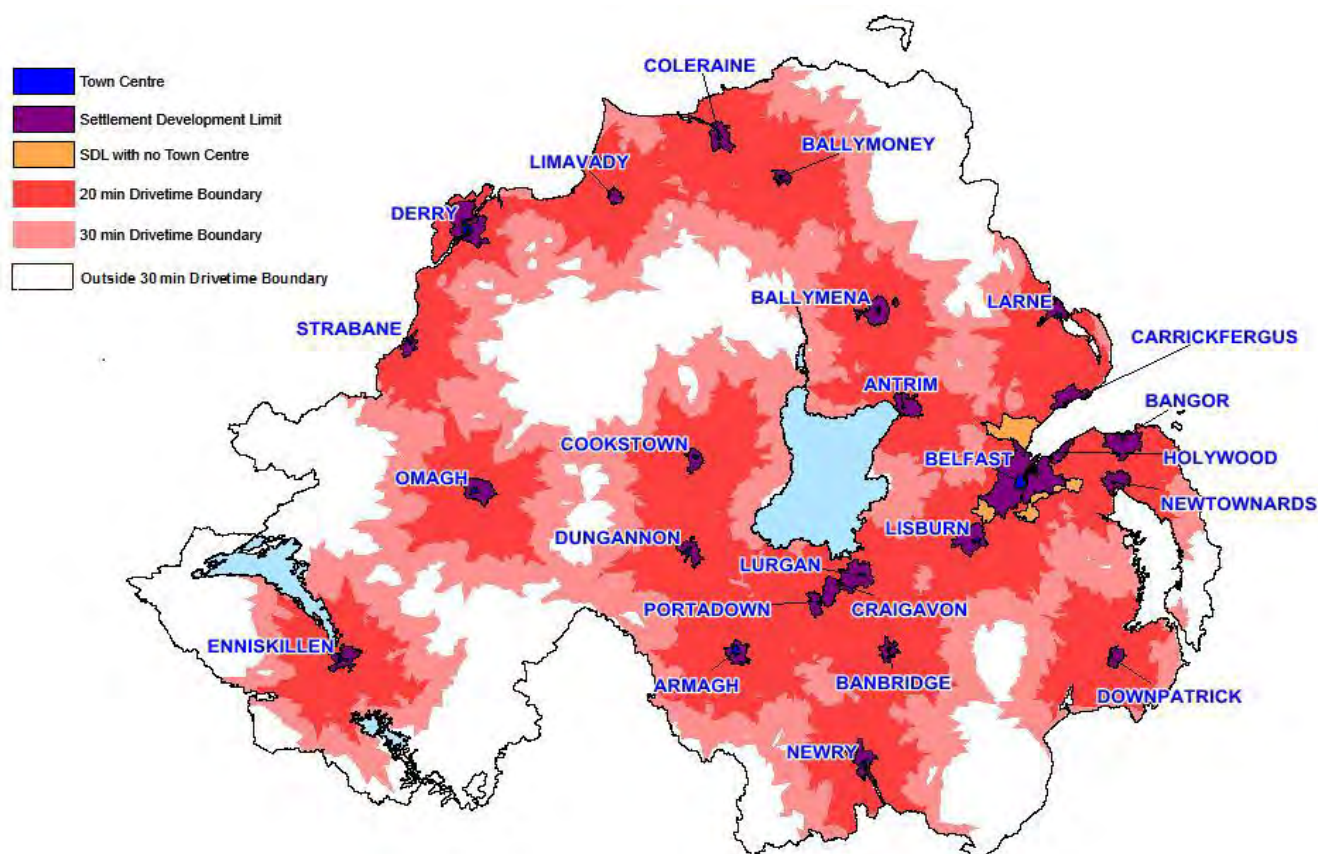 Town Centre
Settlement Development Limit
SDL with no Town Centre
20 min Drivetime Boundary
30 min Drivetime Boundary
Outside 30 min Drivetime Boundary
COLERAINE
BALLYMONEY
LIMAVADY
DERRY
BALLYMENA
LARNE
STRABANE
CARRICKFERGUS
ANTRIM
BANGOR
COOKSTOWN
BELFAST
HOLYWOOD
OMAGH
NEWTOWNARDS
LISBURN
DUNGANNON
LURGAN
PORTADOWN
CRAIGAVON
ENNISKILLEN
ARMAGH
BANBRIDGE
DOWNPATRICK
NEWRY